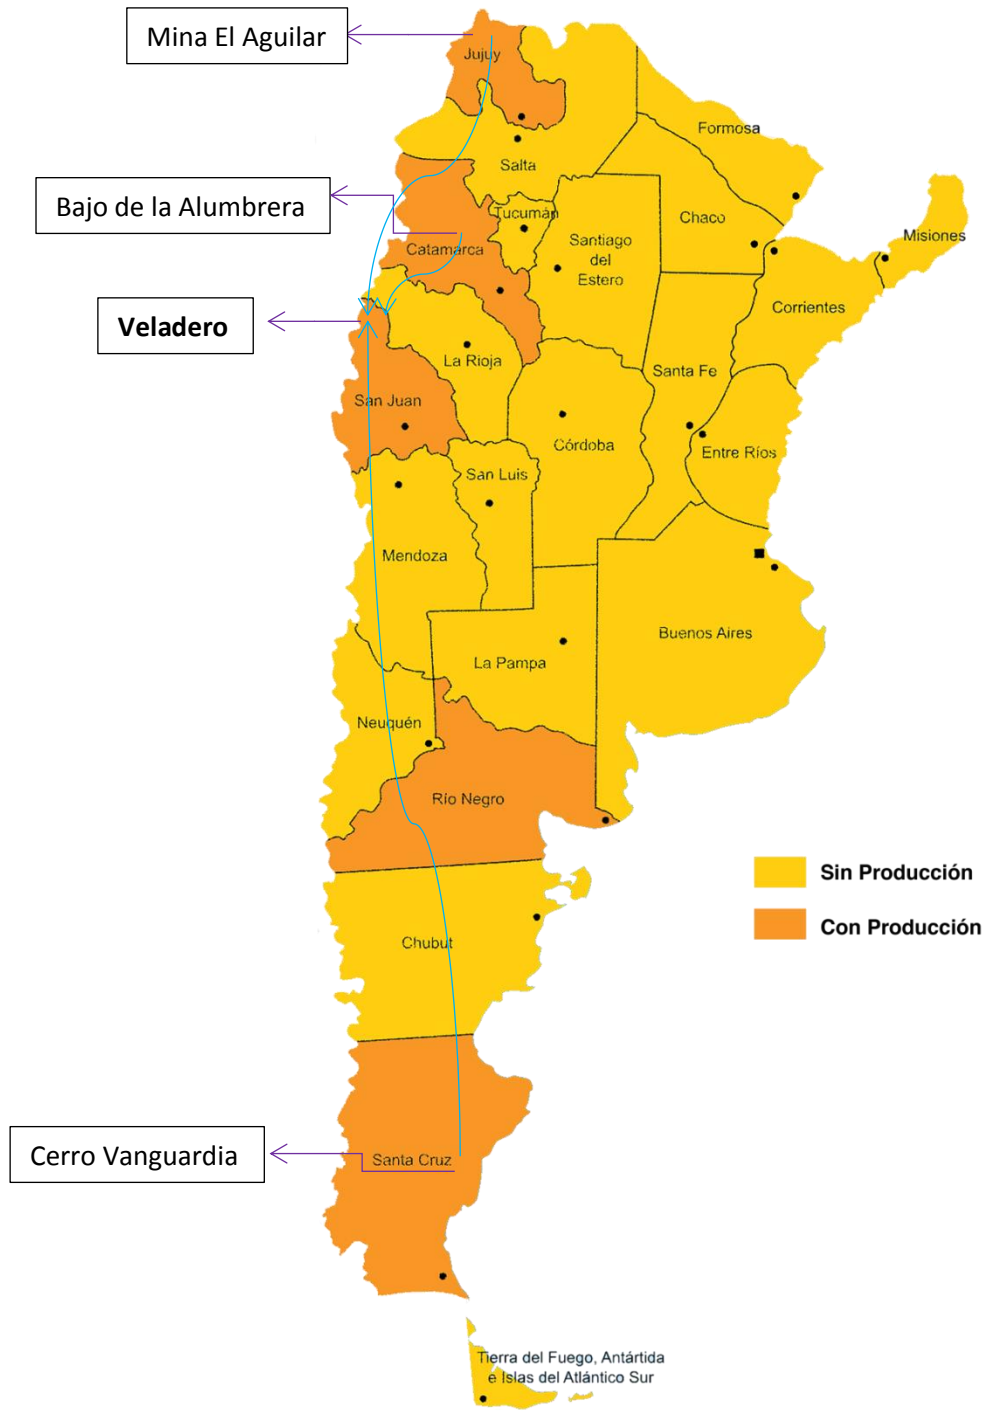 Mina El Aguilar
Jujuy
Formosa
Salta
Bajo de la Alumbrera
Tucumán
Chaco
Misiones
Santiago
del
Estero
Catamarca
Corrientes
Veladero
La Rioja
Santa Fe
San Juan
Córdoba
Entre Ríos
San Luis
Mendoza
Buenos Aires
La Pampa
Neuquén
Río Negro
Sin Producción
Con Producción
Chubut
Cerro Vanguardia
Santa Cruz
Tierra del Fuego, Antártida
e Islas del Atlántico Sur